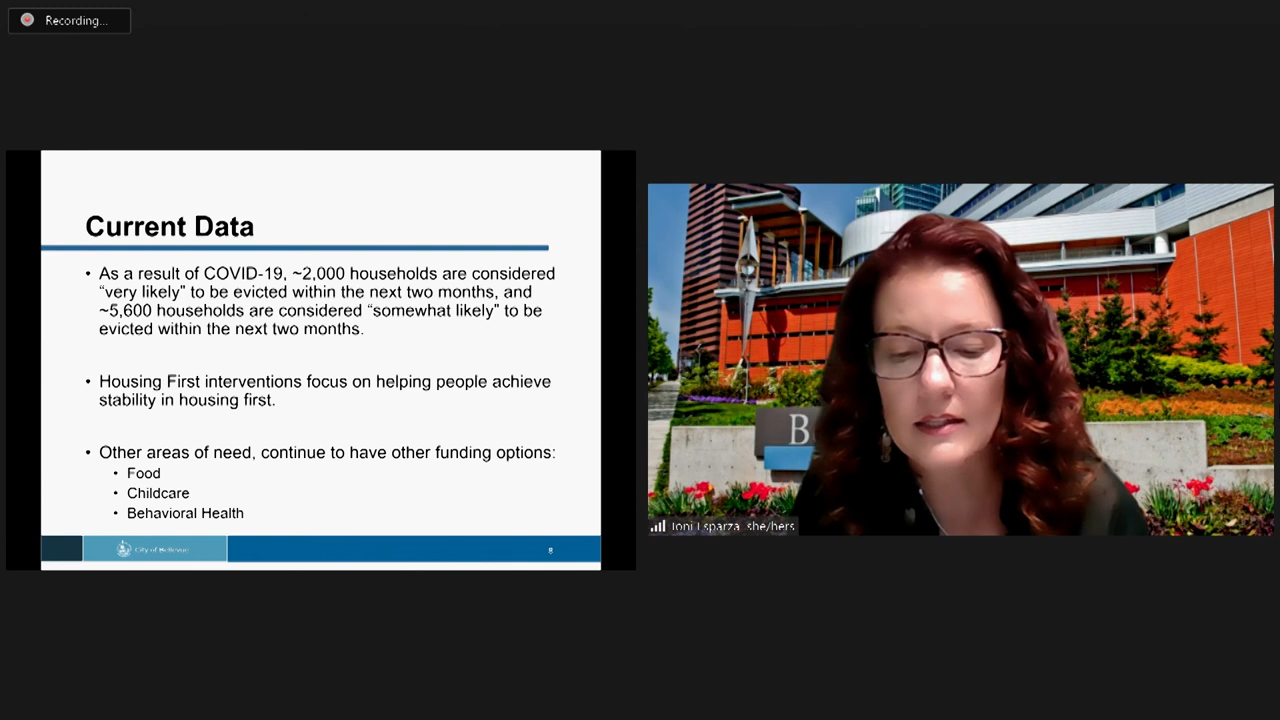 Recording...
Current Data
• As a result of COVID-19, ~2,000 households are considered
“very likely” to be evicted within the next two months, and
~5,600 households are considered “somewhat likely” to be
evicted within the next two months.
• Housing First interventions focus on helping people achieve
stability in housing first.
• Other areas of need, continue to have other funding options:
• Food
• Childcare
• Behavioral Health
City of Bellevue
8
B
Toni Esparza she/hers